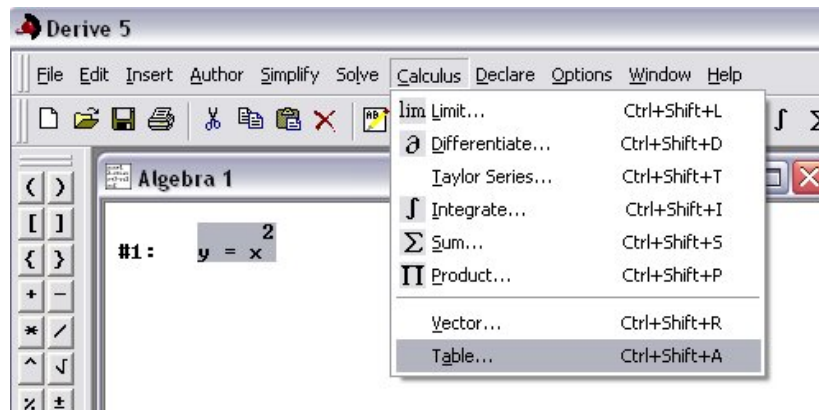 Derive 5
File Edit Insert Author Simplify Solve Calculus Declare Options Window Help
lim Limit... Ctrl+Shift+L
∂ Differentiate... Ctrl+Shift+D
Taylor Series... Ctrl+Shift+T
∫ Integrate... Ctrl+Shift+I
∑ Sum... Ctrl+Shift+S
∏ Product... Ctrl+Shift+P
Vector... Ctrl+Shift+R
Table... Ctrl+Shift+A
∫ ∑
Algebra 1
#1: y = x²
( )
[ ]
{ }
+ -
* /
^ √
% ±